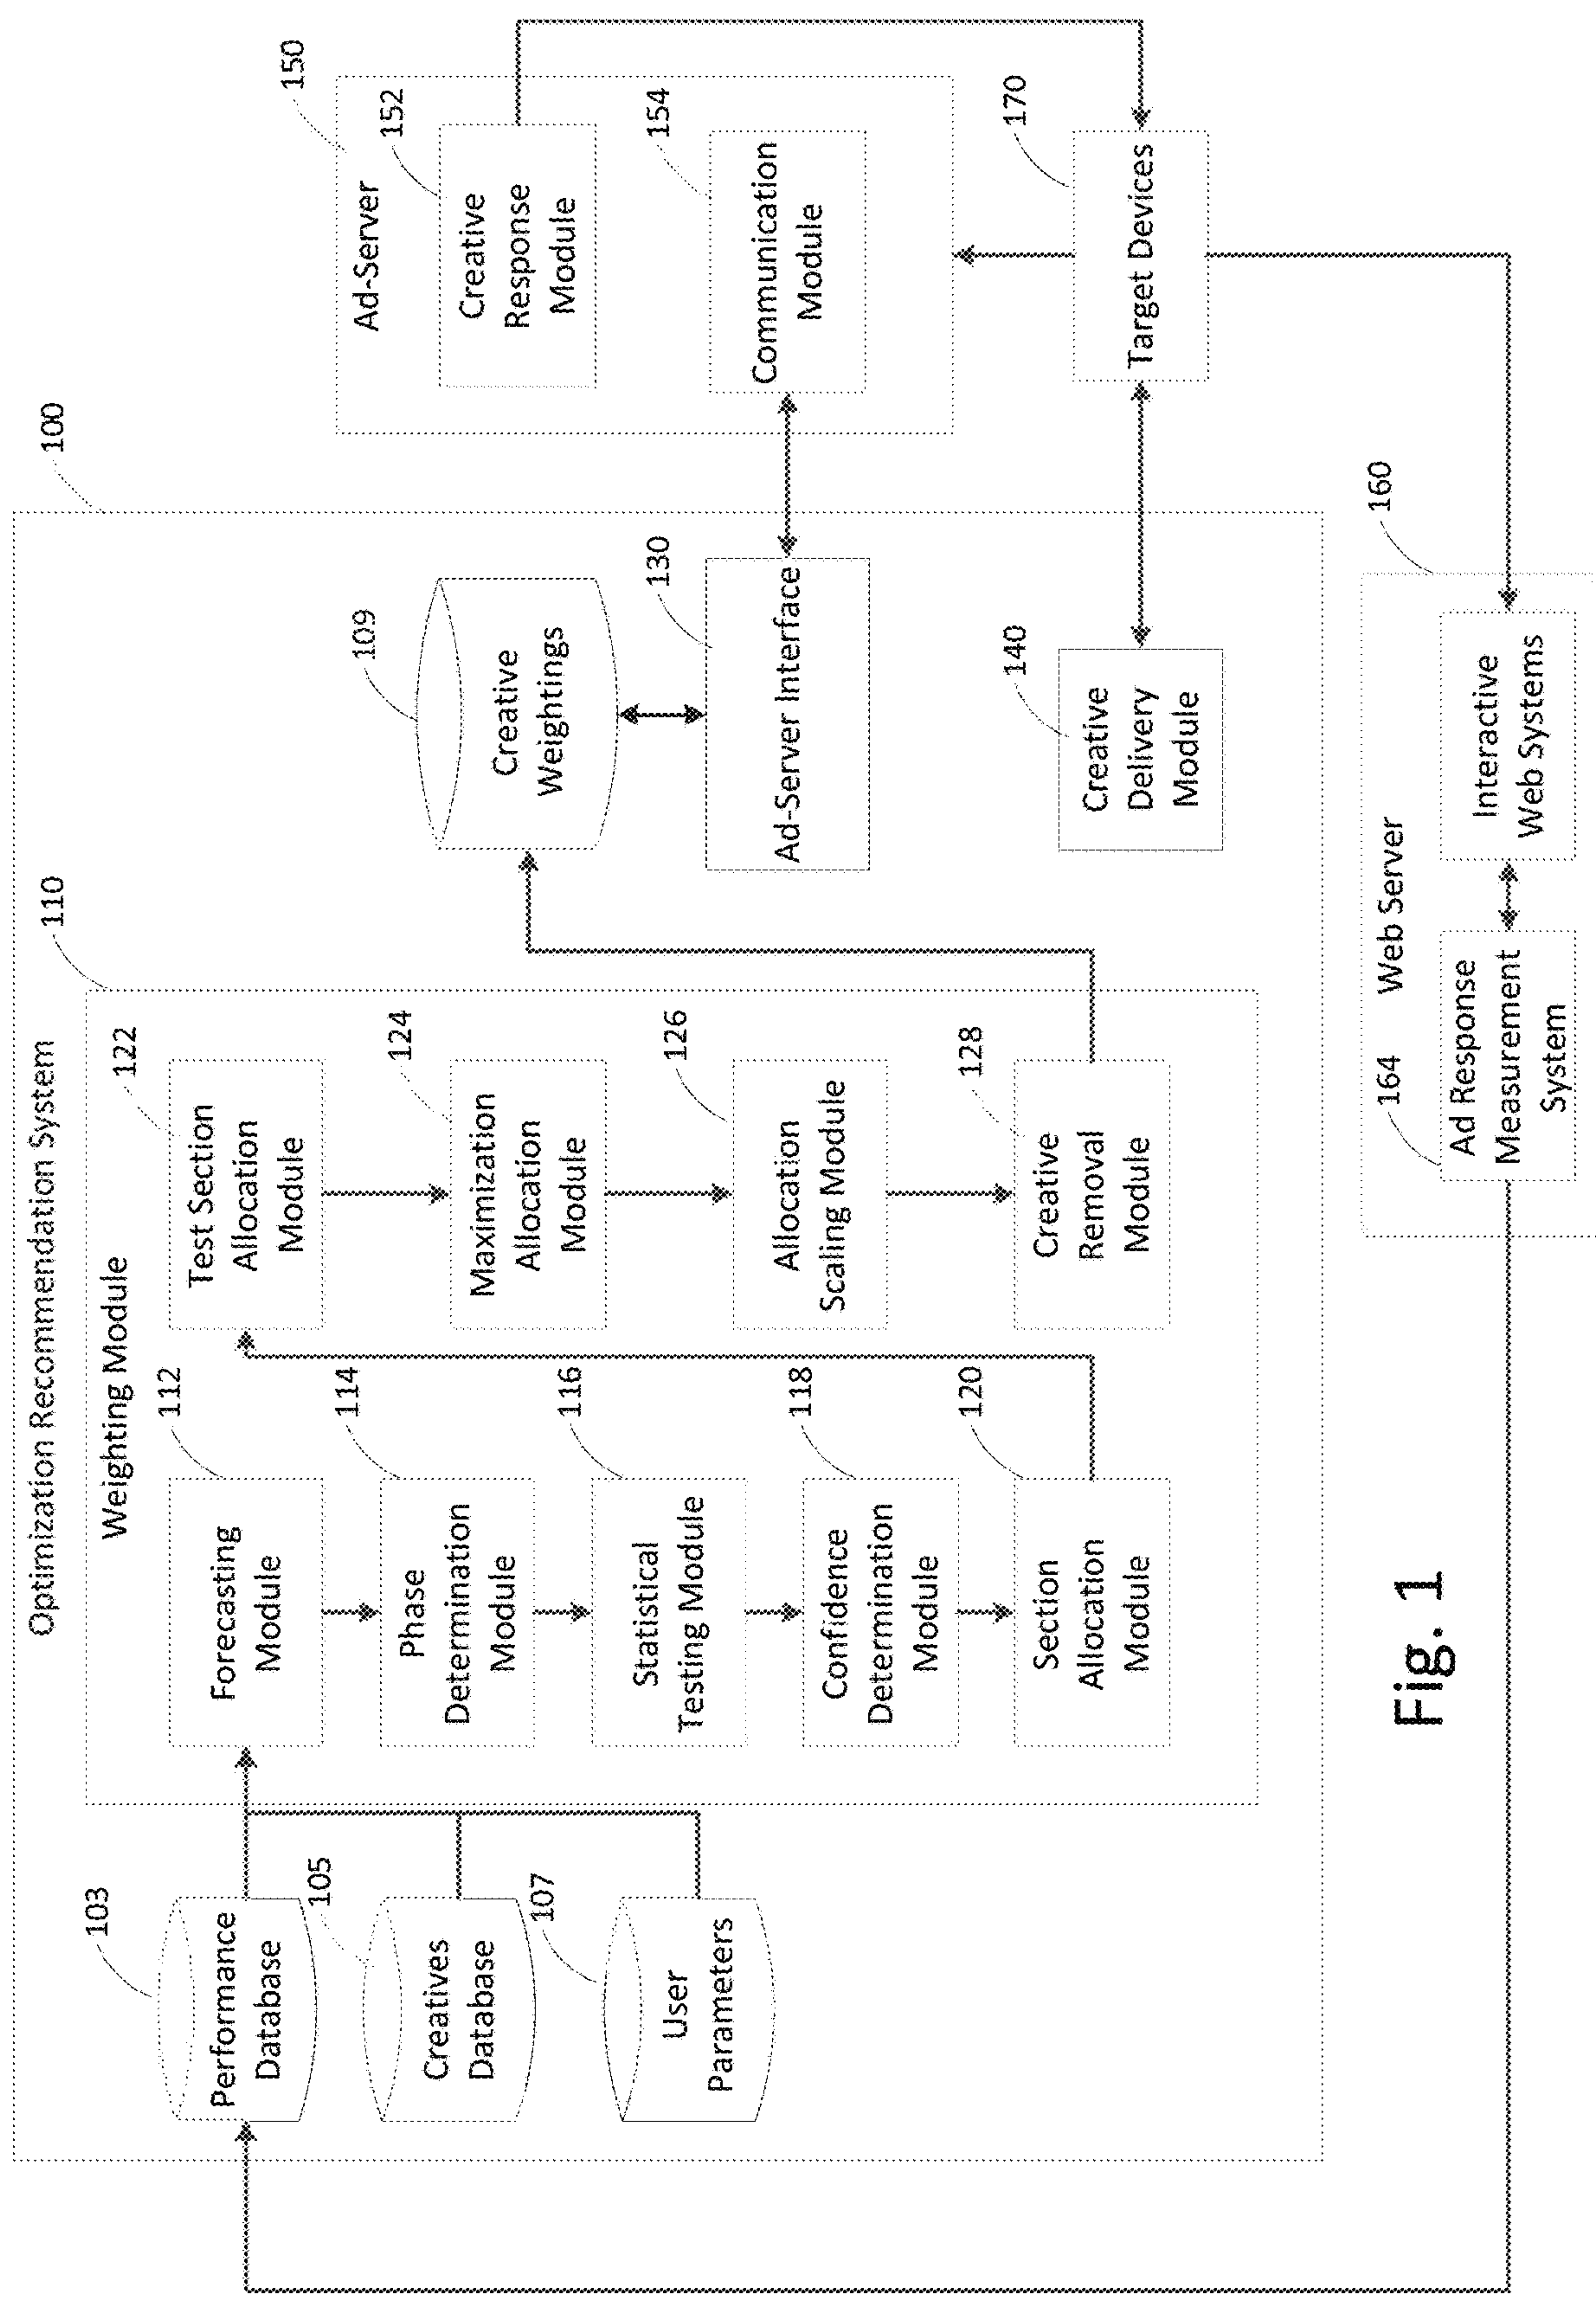 Optimization Recommendation System
100
Weighting Module
110
103
Performance
Database
105
Creatives
Database
107
User
Parameters
112
Forecasting
Module
114
Phase
Determination
Module
116
Statistical
Testing Module
118
Confidence
Determination
Module
120
Section
Allocation
Module
122
Test Section
Allocation
Module
124
Maximization
Allocation
Module
126
Allocation
Scaling Module
128
Creative
Removal
Module
109
Creative
Weightings
130
Ad-Server Interface
140
Creative
Delivery
Module
150
Ad-Server
152
Creative
Response
Module
154
Communication
Module
170
Target Devices
160
Web Server
164
Ad Response
Measurement
System
Interactive
Web Systems
Fig. 1